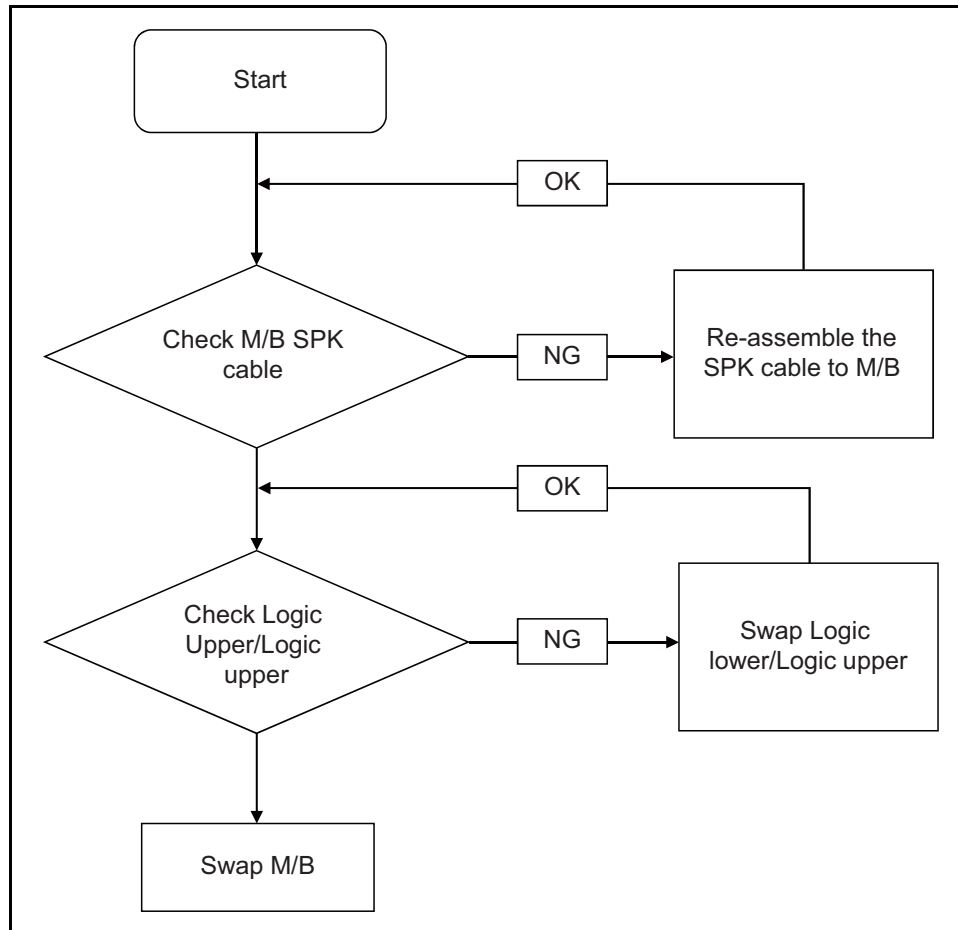 Start
OK
Check M/B SPK
cable
NG
Re-assemble the
SPK cable to M/B
OK
Check Logic
Upper/Logic
upper
NG
Swap Logic
lower/Logic upper
Swap M/B